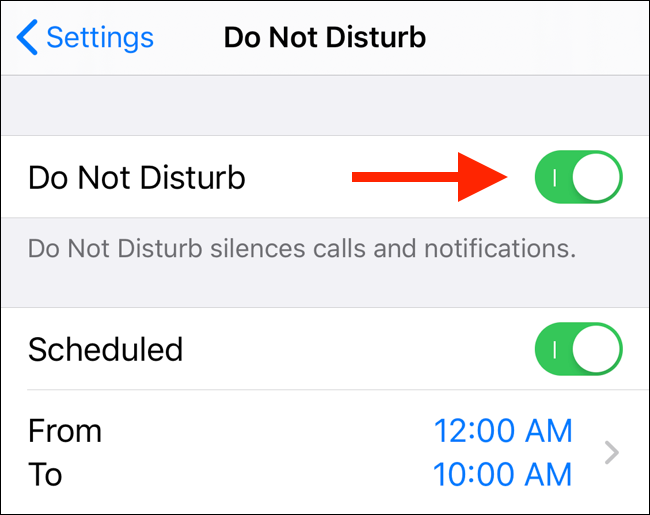 Settings
Do Not Disturb
Do Not Disturb
Do Not Disturb silences calls and notifications.
Scheduled
From 12:00 AM
To 10:00 AM